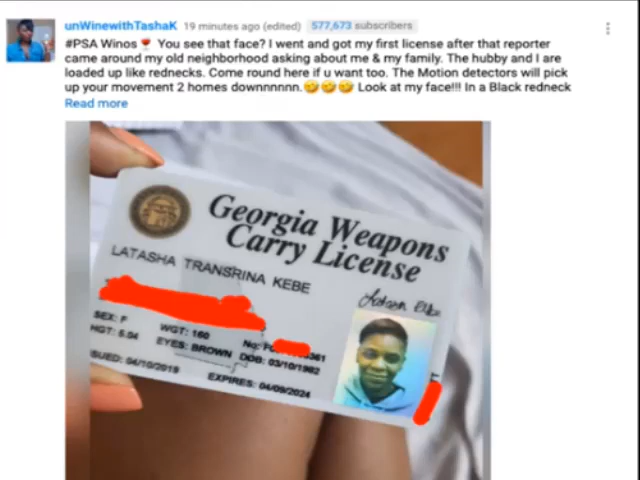 unWinewithTashaK 19 minutes ago (edited) 577,673 subscribers
#PSA Winos🍷 You see that face? I went and got my first license after that reporter
came around my old neighborhood asking about me & my family. The hubby and I are
loaded up like rednecks. Come round here if u want too. The Motion detectors will pick
up your movement 2 homes downnnnnn.🤣🤣🤣 Look at my face!!! In a Black redneck
Read more
Georgia Weapons
Carry License
LATASHA TRANSRINA KEBE
SEX: F WGT: 160 No:
HGT: 5.04 EYES: BROWN DOB: 03/10/1982
SUED: 04/10/2019 EXPIRES: 04/09/2024